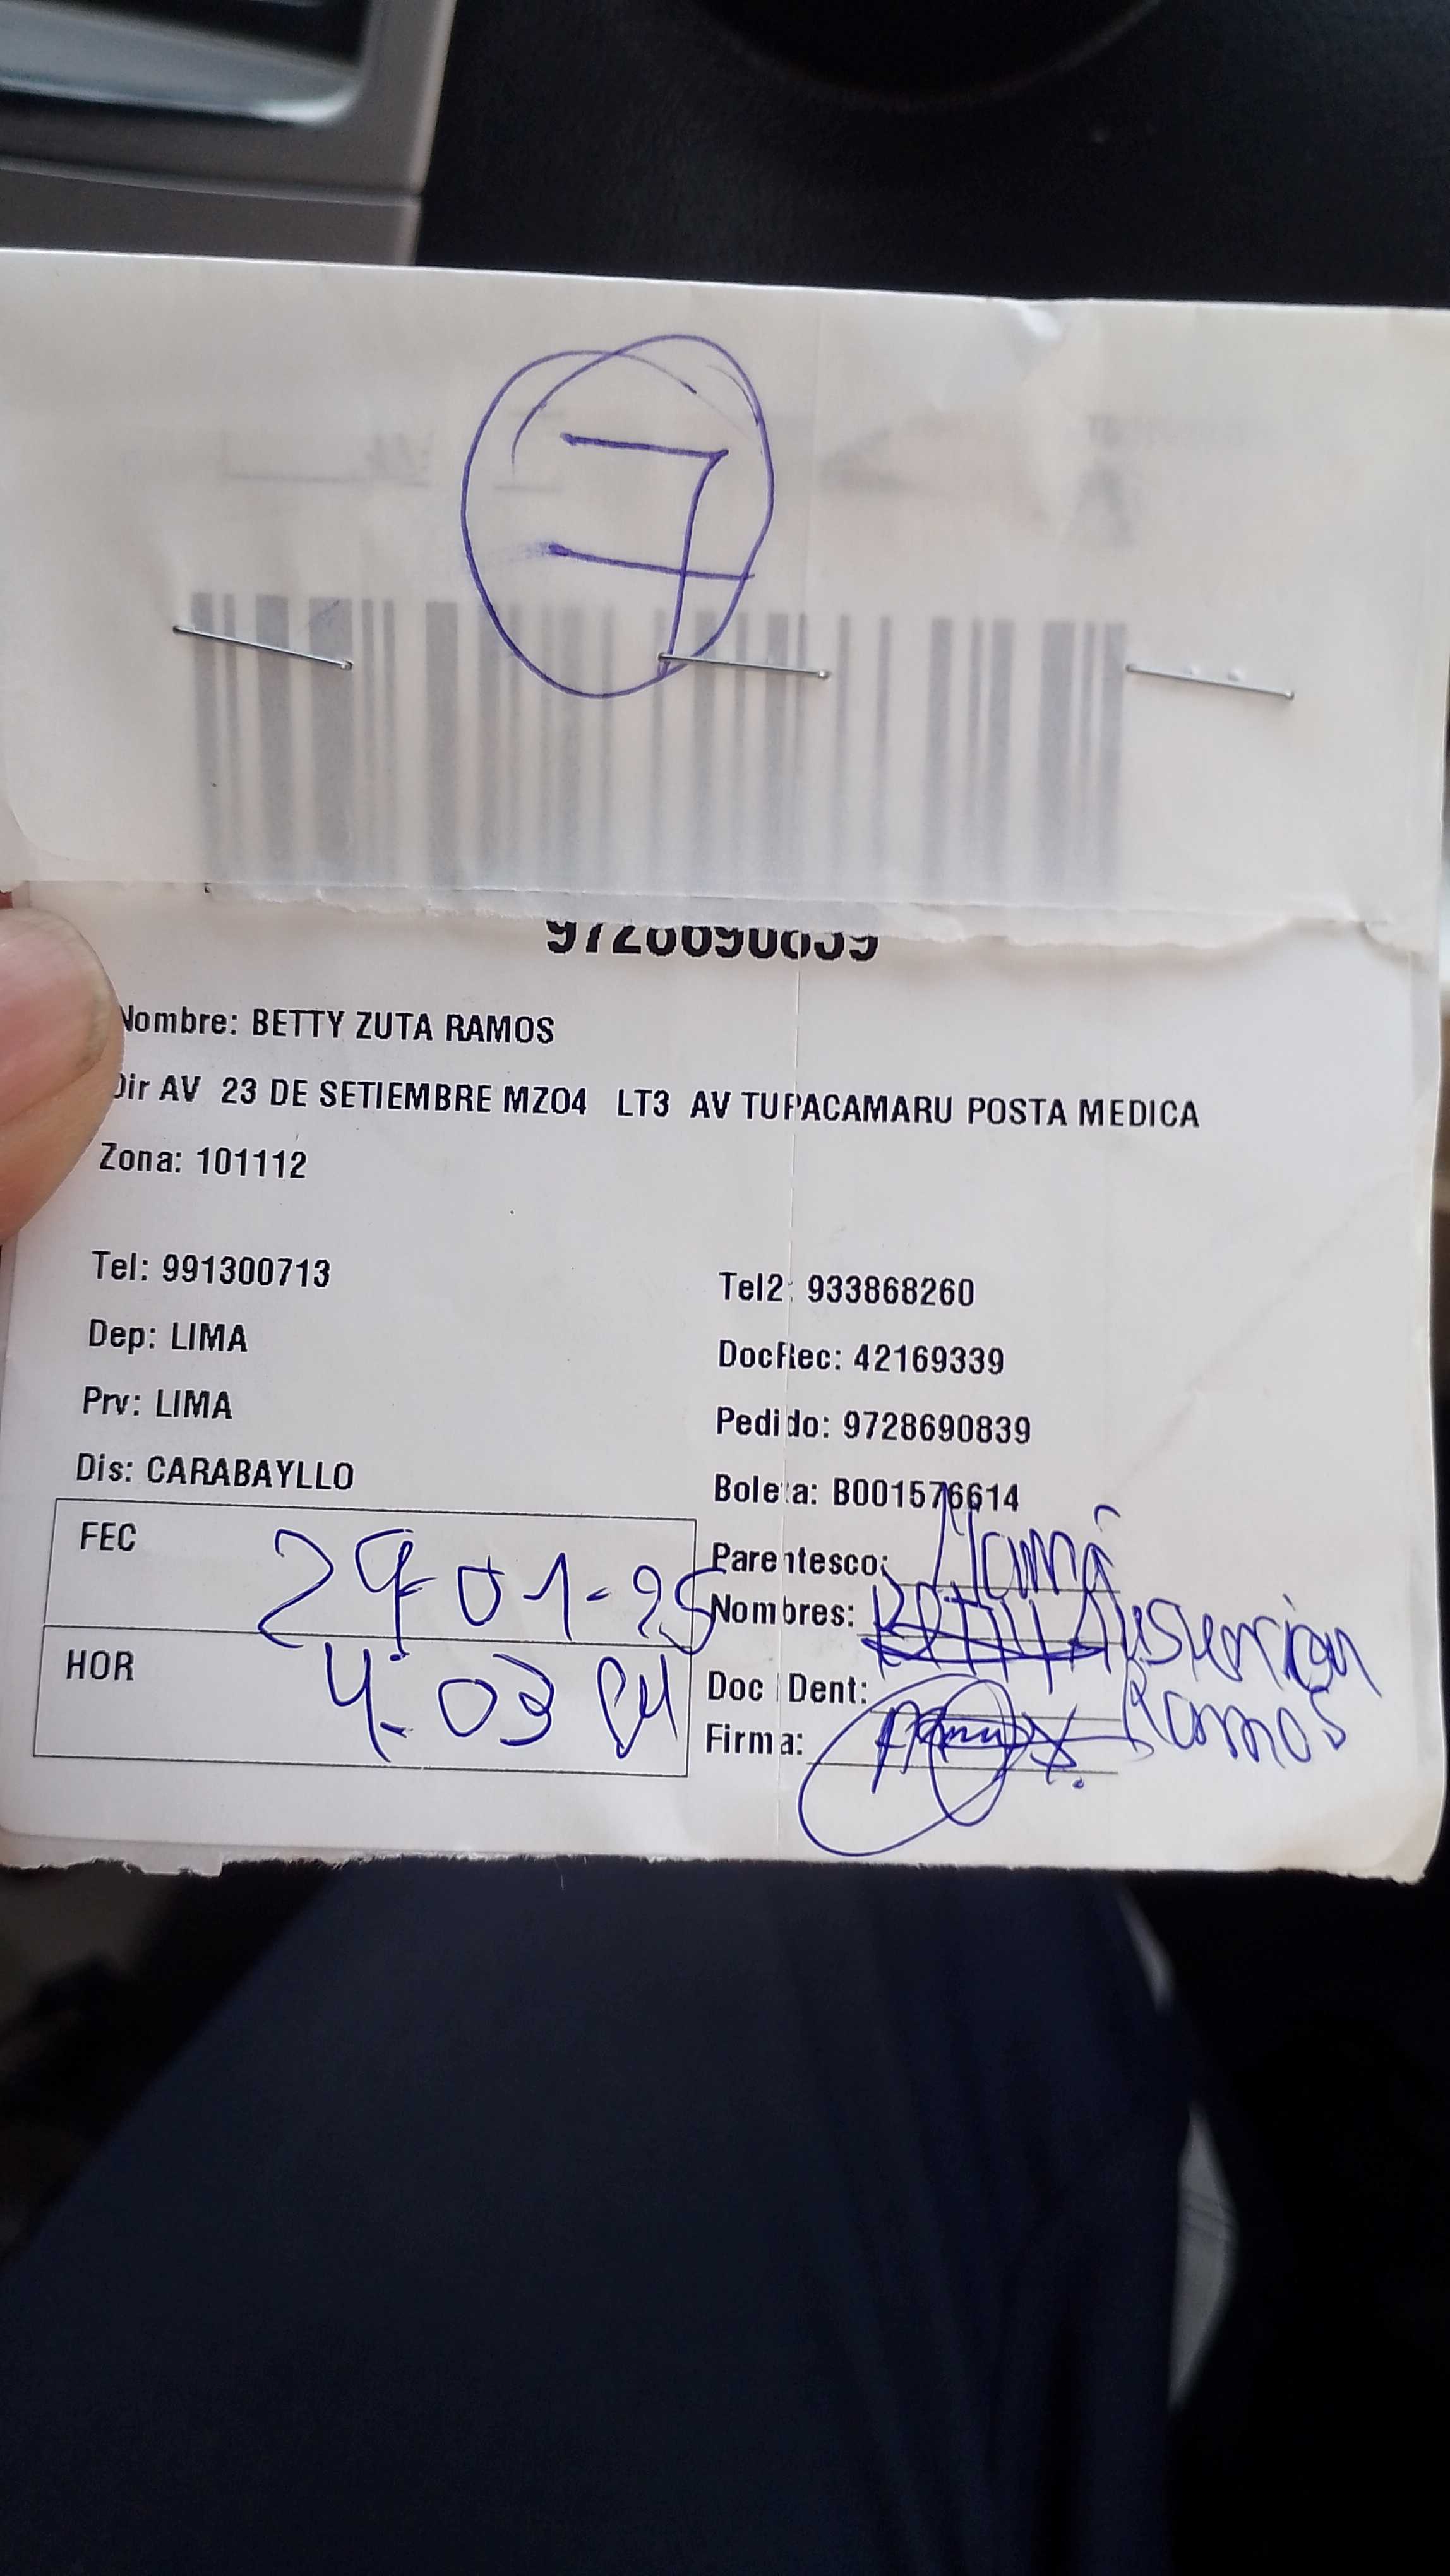 7
9728690839
Nombre: BETTY ZUTA RAMOS
Dir AV 23 DE SETIEMBRE MZO4 LT3 AV TUPACAMARU POSTA MEDICA
Zona: 101112
Tel: 991300713 Tel2: 933868260
Dep: LIMA DocRec: 42169339
Prv: LIMA Pedido: 9728690839
Dis: CARABAYLLO Boleta: B001576614
FEC 29 01-25 Parentesco: Mamá
Nombres:
HOR 4:03 PM Doc Dent: Ramos
Firma: